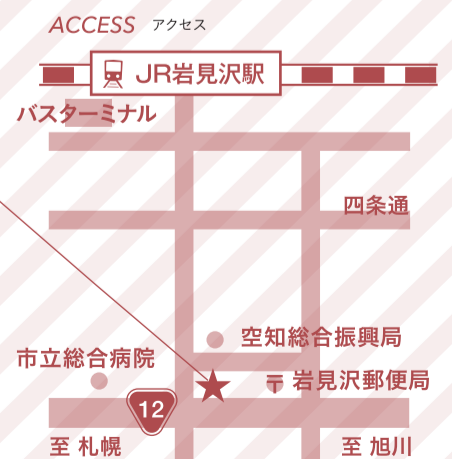 ACCESS アクセス
JR岩見沢駅
バスターミナル
四条通
空知総合振興局
市立総合病院
〒 岩見沢郵便局
12
至 札幌
至 旭川